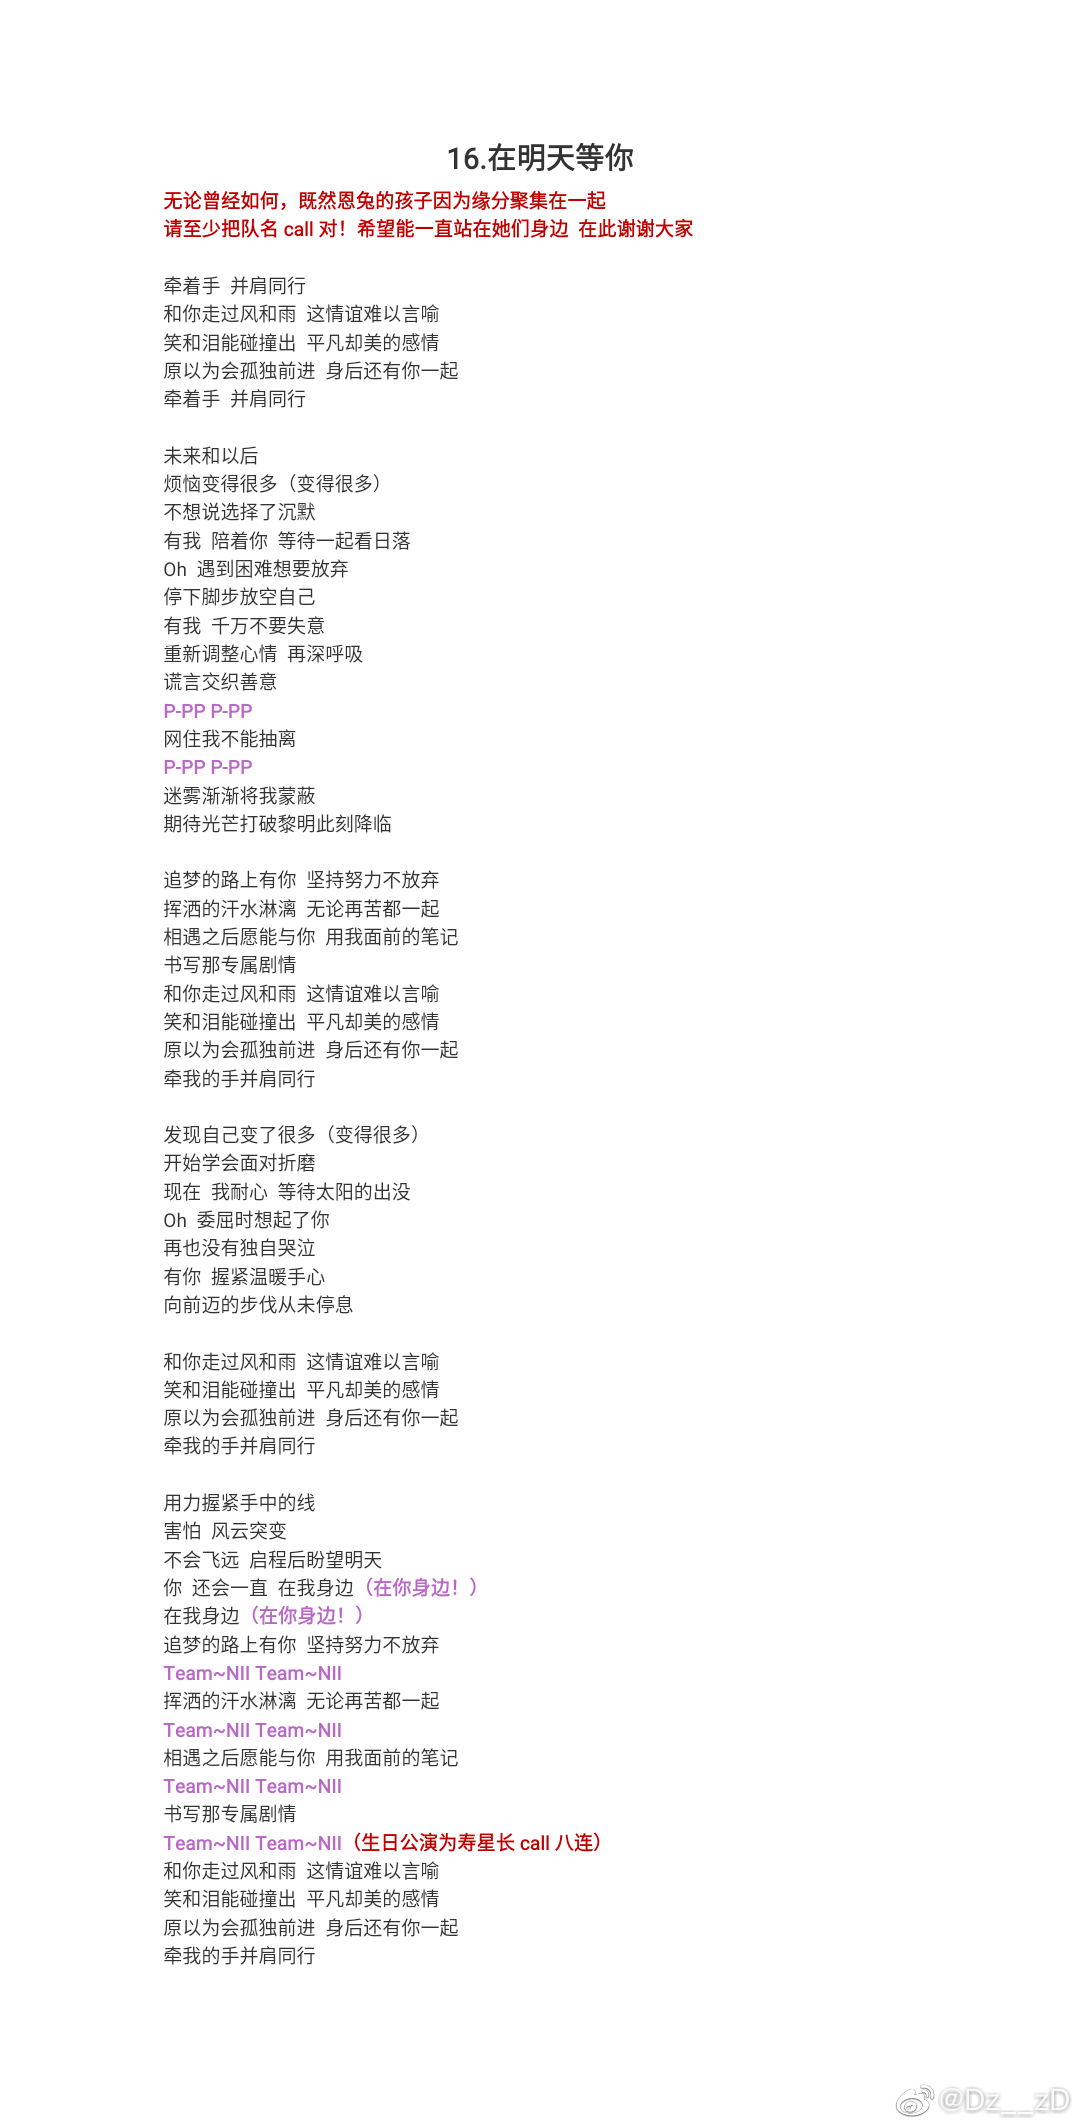 16.在明天等你
无论曾经如何，既然恩兔的孩子因为缘分聚集在一起
请至少把队名 call 对！希望能一直站在她们身边 在此谢谢大家
牵着手 并肩同行
和你走过风和雨 这情谊难以言喻
笑和泪能碰撞出 平凡却美的感情
原以为会孤独前进 身后还有你一起
牵着手 并肩同行
未来和以后
烦恼变得很多（变得很多）
不想说选择了沉默
有我 陪着你 等待一起看日落
Oh 遇到困难想要放弃
停下脚步放空自己
有我 千万不要失意
重新调整心情 再深呼吸
谎言交织善意
P-PP P-PP
网住我不能抽离
P-PP P-PP
迷雾渐渐将我蒙蔽
期待光芒打破黎明此刻降临
追梦的路上有你 坚持努力不放弃
挥洒的汗水淋漓 无论再苦都一起
相遇之后愿能与你 用我面前的笔记
书写那专属剧情
和你走过风和雨 这情谊难以言喻
笑和泪能碰撞出 平凡却美的感情
原以为会孤独前进 身后还有你一起
牵我的手并肩同行
发现自己变了很多（变得很多）
开始学会面对折磨
现在 我耐心 等待太阳的出没
Oh 委屈时想起了你
再也没有独自哭泣
有你 握紧温暖手心
向前迈的步伐从未停息
和你走过风和雨 这情谊难以言喻
笑和泪能碰撞出 平凡却美的感情
原以为会孤独前进 身后还有你一起
牵我的手并肩同行
用力握紧手中的线
害怕 风云突变
不会飞远 启程后盼望明天
你 还会一直 在我身边（在你身边！）
在我身边（在你身边！）
追梦的路上有你 坚持努力不放弃
Team~NII Team~NII
挥洒的汗水淋漓 无论再苦都一起
Team~NII Team~NII
相遇之后愿能与你 用我面前的笔记
Team~NII Team~NII
书写那专属剧情
Team~NII Team~NII（生日公演为寿星长 call 八连）
和你走过风和雨 这情谊难以言喻
笑和泪能碰撞出 平凡却美的感情
原以为会孤独前进 身后还有你一起
牵我的手并肩同行
@Dz__zD